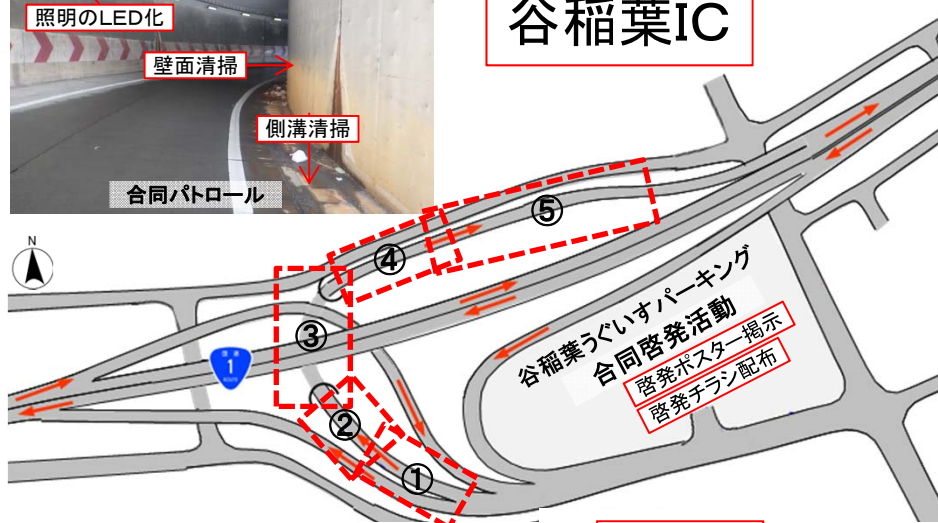 照明のLED化
壁面清掃
側溝清掃
合同パトロール
谷稲葉IC
N
⑤
④
③
国道
1
ROUTE
②
①
谷稲葉うぐいすパーキング
合同啓発活動
啓発ポスター掲示
啓発チラシ配布